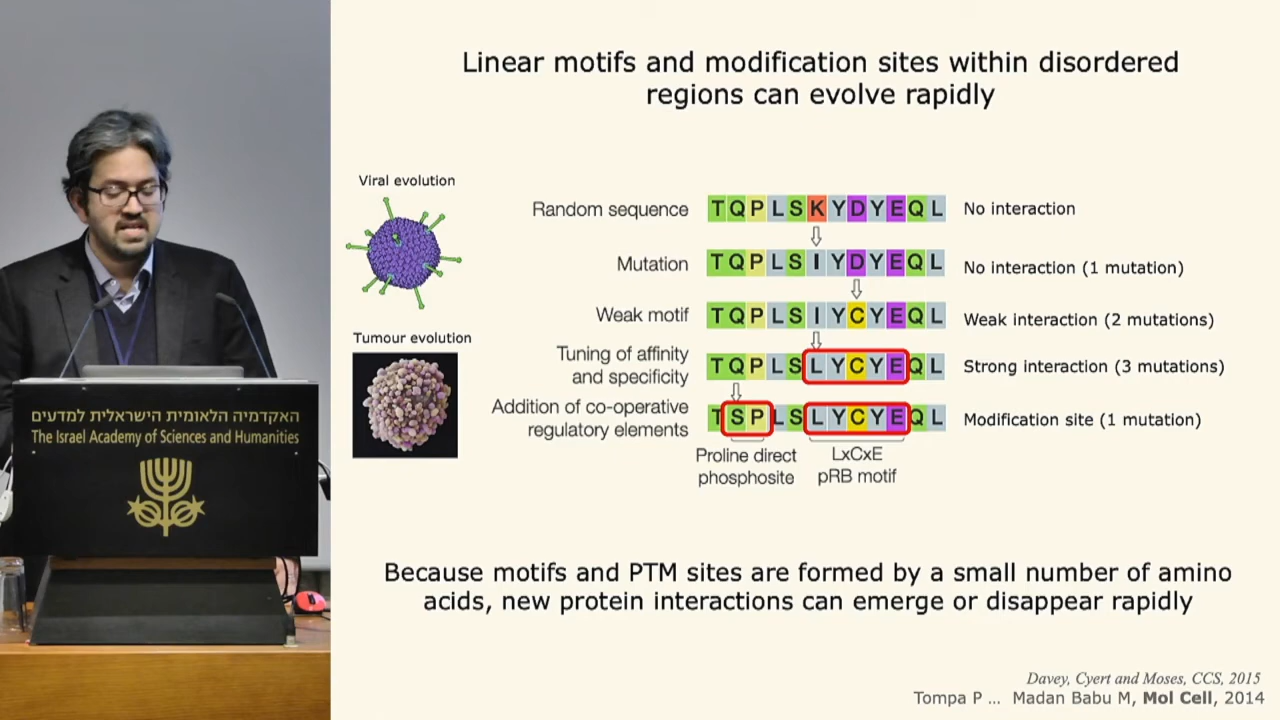 Linear motifs and modification sites within disordered
regions can evolve rapidly
Viral evolution
Tumour evolution
Random sequence TQPLSKYDYEQL No interaction
Mutation TQPLSIYDYEQL No interaction (1 mutation)
Weak motif TQPLSIYCYEQL Weak interaction (2 mutations)
Tuning of affinity
and specificity TQPLSLYCYEQL Strong interaction (3 mutations)
Addition of co-operative
regulatory elements TSPLSLYCYEQL Modification site (1 mutation)
Proline direct
phosphosite
LxCxE
pRB motif
Because motifs and PTM sites are formed by a small number of amino
acids, new protein interactions can emerge or disappear rapidly
Davey, Cyert and Moses, CCS, 2015
Tompa P ... Madan Babu M, Mol Cell, 2014
האקדמיה הלאומית הישראלית למדעים
The Israel Academy of Sciences and Humanities